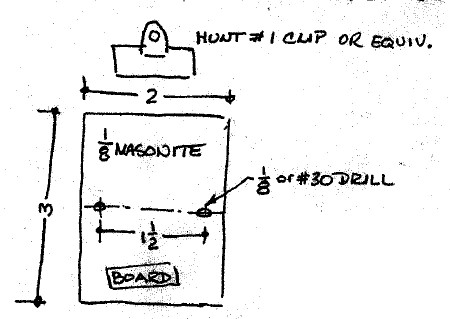 HUNT #1 CLIP OR EQUIV.
2
1/8 MASONITE
1/8 or #30 DRILL
3
1 1/2
BOARD